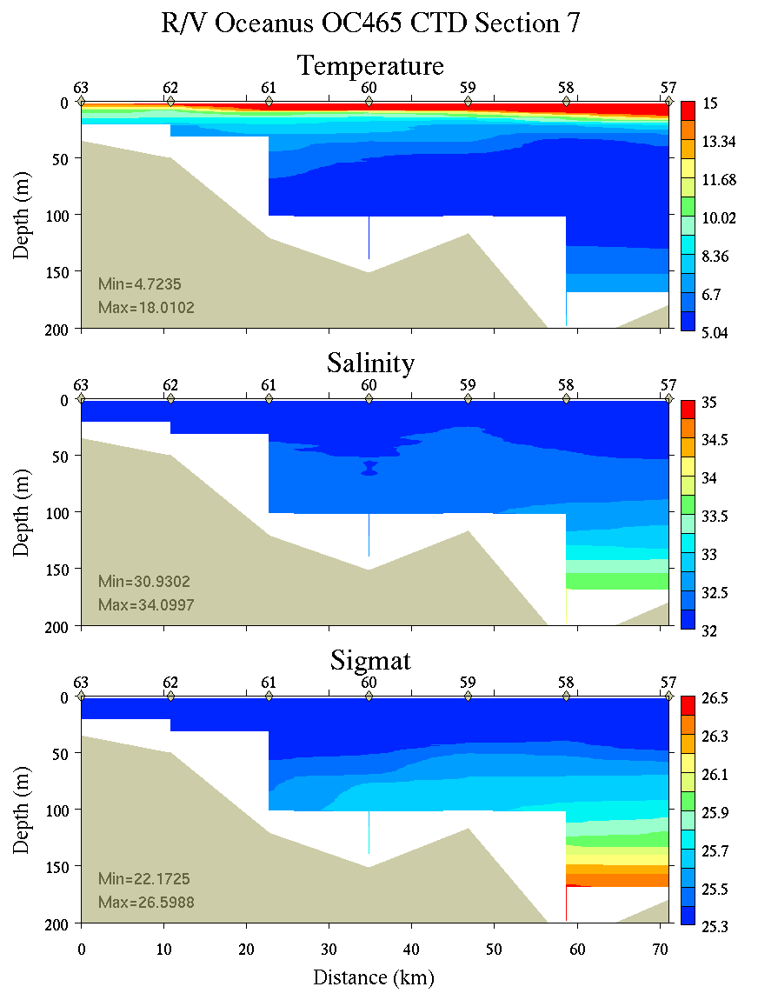 R/V Oceanus OC465 CTD Section 7
Temperature
63 62 61 60 59 58 57
0
50
100
150
200
Depth (m)
Min=4.7235
Max=18.0102
15
13.34
11.68
10.02
8.36
6.7
5.04
Salinity
63 62 61 60 59 58 57
0
50
100
150
200
Depth (m)
Min=30.9302
Max=34.0997
35
34.5
34
33.5
33
32.5
32
Sigmat
63 62 61 60 59 58 57
0
50
100
150
200
Depth (m)
Min=22.1725
Max=26.5988
26.5
26.3
26.1
25.9
25.7
25.5
25.3
0 10 20 30 40 50 60 70
Distance (km)